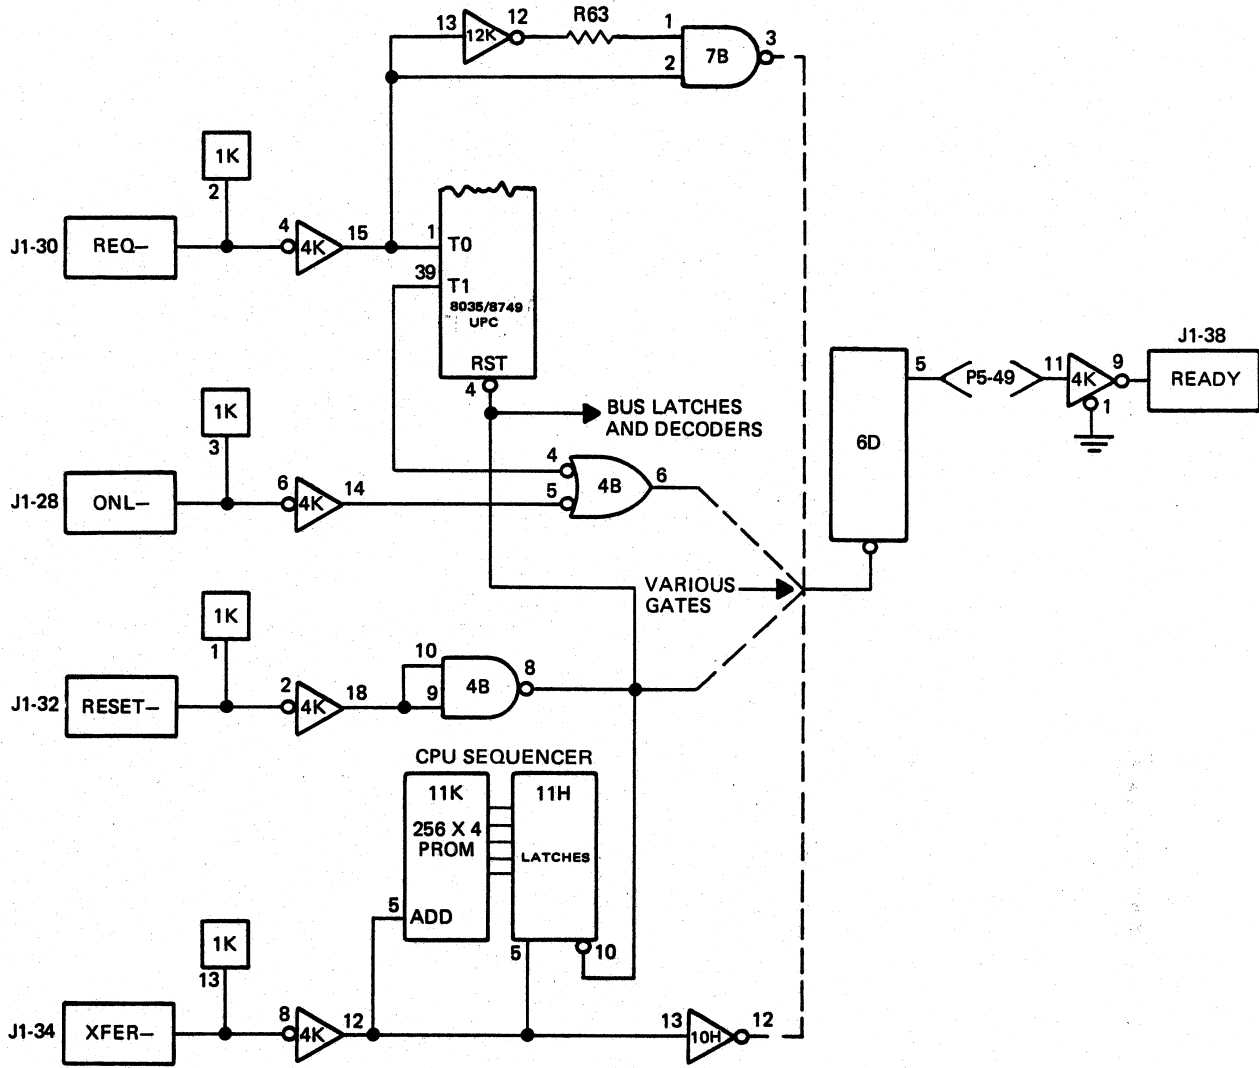 13
12K
12
R63
1
7B
3
2
1K
2
J1-30
REQ—
4
4K
15
1
T0
39
T1
8035/8749
UPC
RST
4
BUS LATCHES
AND DECODERS
1K
3
J1-28
ONL—
6
4K
14
4
5
4B
6
6D
5
P5-49
11
4K
9
1
J1-38
READY
VARIOUS
GATES
1K
1
J1-32
RESET—
2
4K
18
10
9
4B
8
CPU SEQUENCER
11K
256 X 4
PROM
5
ADD
11H
LATCHES
5
10
1K
13
J1-34
XFER—
8
4K
12
13
10H
12